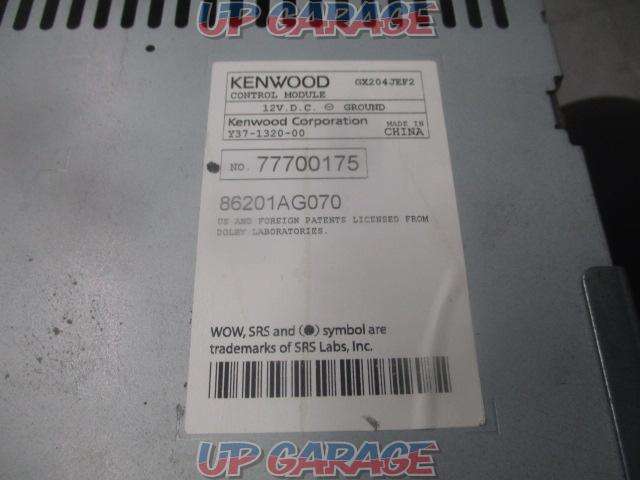 UP GARAGE
KENWOOD GX204JEF2
CONTROL MODULE
12V.D.C. ⊖ GROUND
Kenwood Corporation MADE IN
Y37-1320-00 CHINA
NO. 77700175
86201AG070
US AND FOREIGN PATENTS LICENSED FROM
DOLBY LABORATORIES.
WOW, SRS and (●) symbol are
trademarks of SRS Labs, Inc.
UP GARAGE